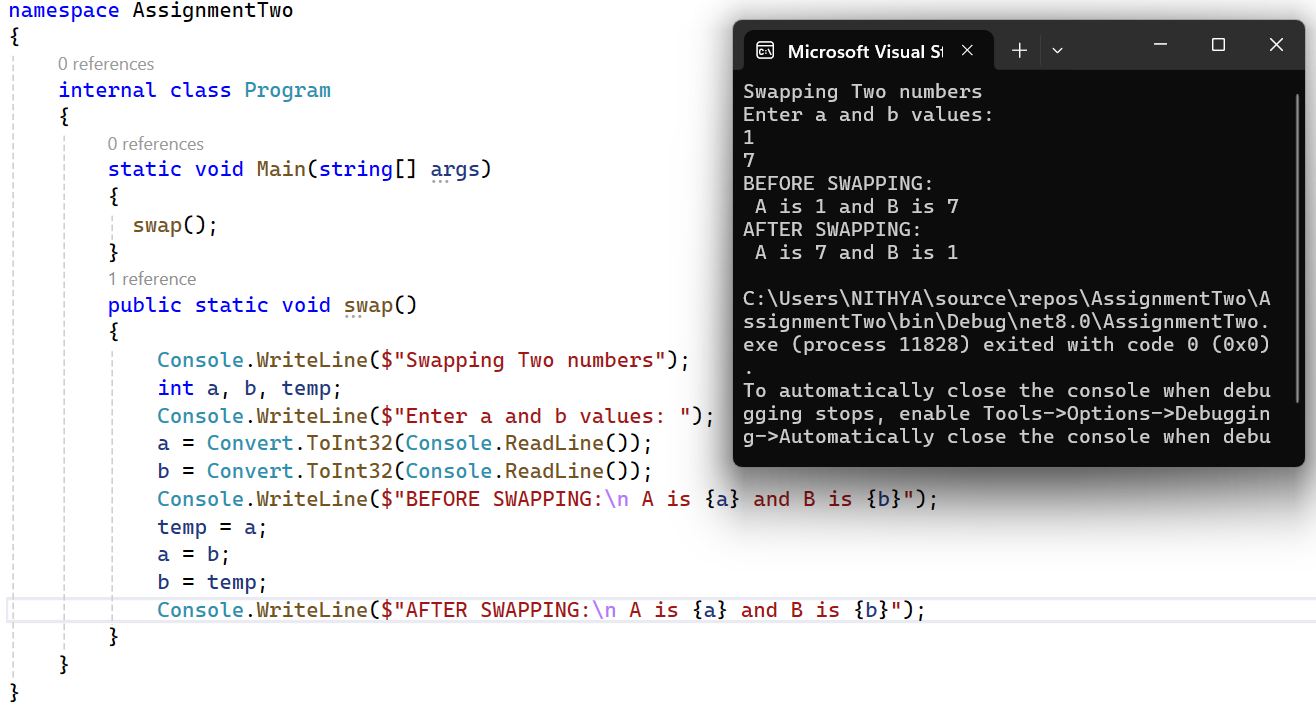 namespace AssignmentTwo
{
0 references
internal class Program
{
0 references
static void Main(string[] args)
{
swap();
}
1 reference
public static void swap()
{
Console.WriteLine($"Swapping Two numbers");
int a, b, temp;
Console.WriteLine($"Enter a and b values: ");
a = Convert.ToInt32(Console.ReadLine());
b = Convert.ToInt32(Console.ReadLine());
Console.WriteLine($"BEFORE SWAPPING:\n A is {a} and B is {b}");
temp = a;
a = b;
b = temp;
Console.WriteLine($"AFTER SWAPPING:\n A is {a} and B is {b}");
}
}
}
Microsoft Visual St
Swapping Two numbers
Enter a and b values:
1
7
BEFORE SWAPPING:
 A is 1 and B is 7
AFTER SWAPPING:
 A is 7 and B is 1
C:\Users\NITHYA\source\repos\AssignmentTwo\A
ssignmentTwo\bin\Debug\net8.0\AssignmentTwo.
exe (process 11828) exited with code 0 (0x0)
.
To automatically close the console when debu
gging stops, enable Tools->Options->Debuggin
g->Automatically close the console when debu